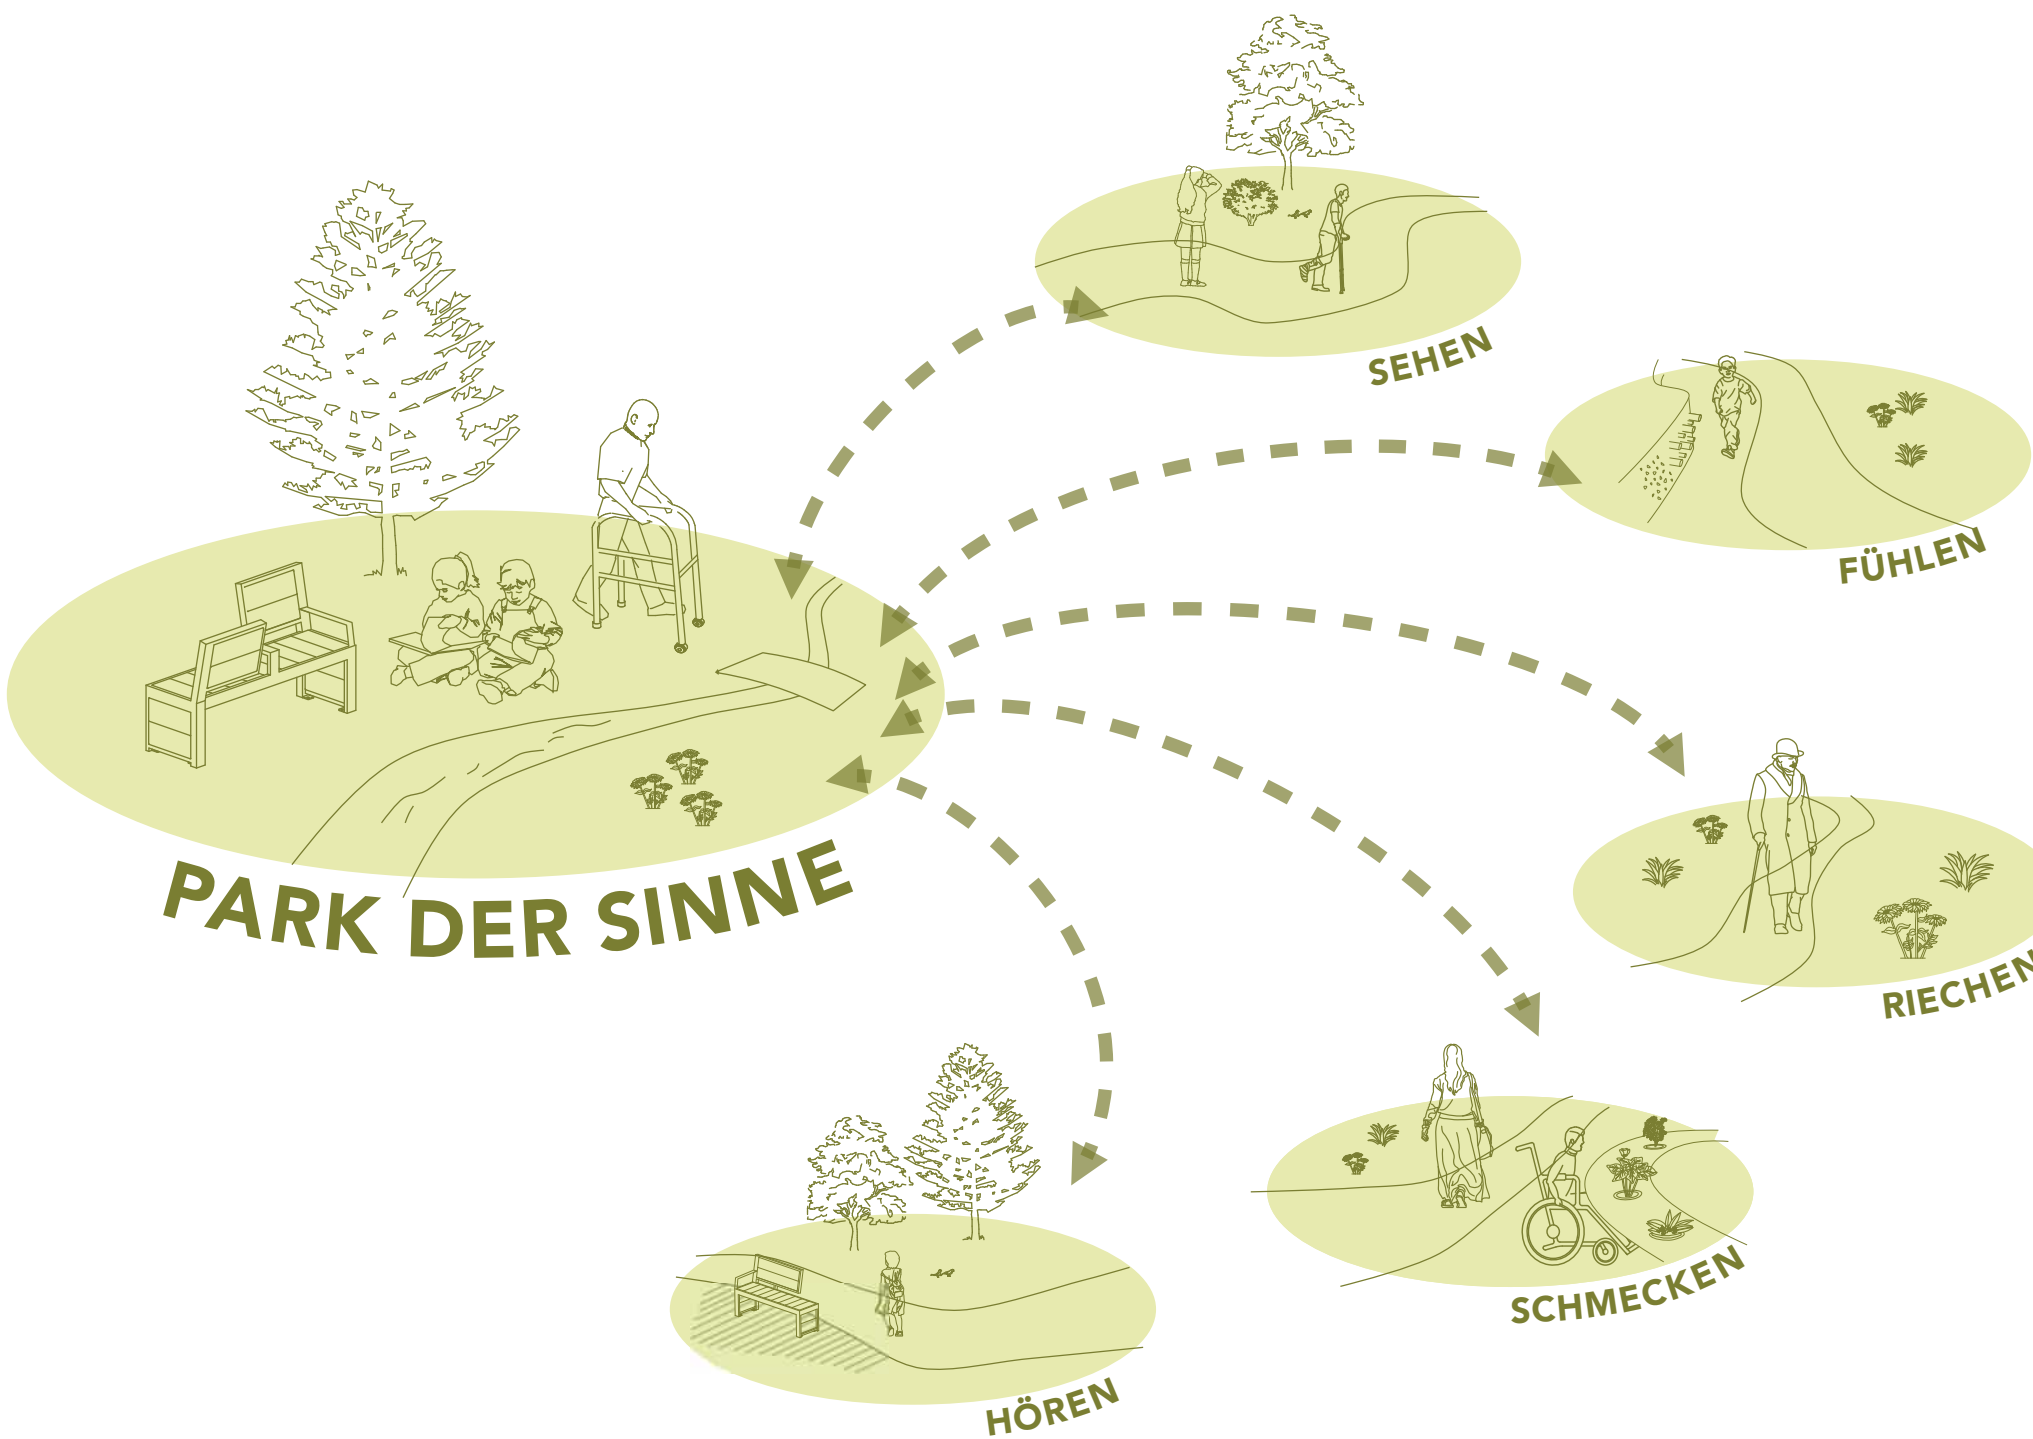 SEHEN
FÜHLEN
PARK DER SINNE
RIECHEN
SCHMECKEN
HÖREN